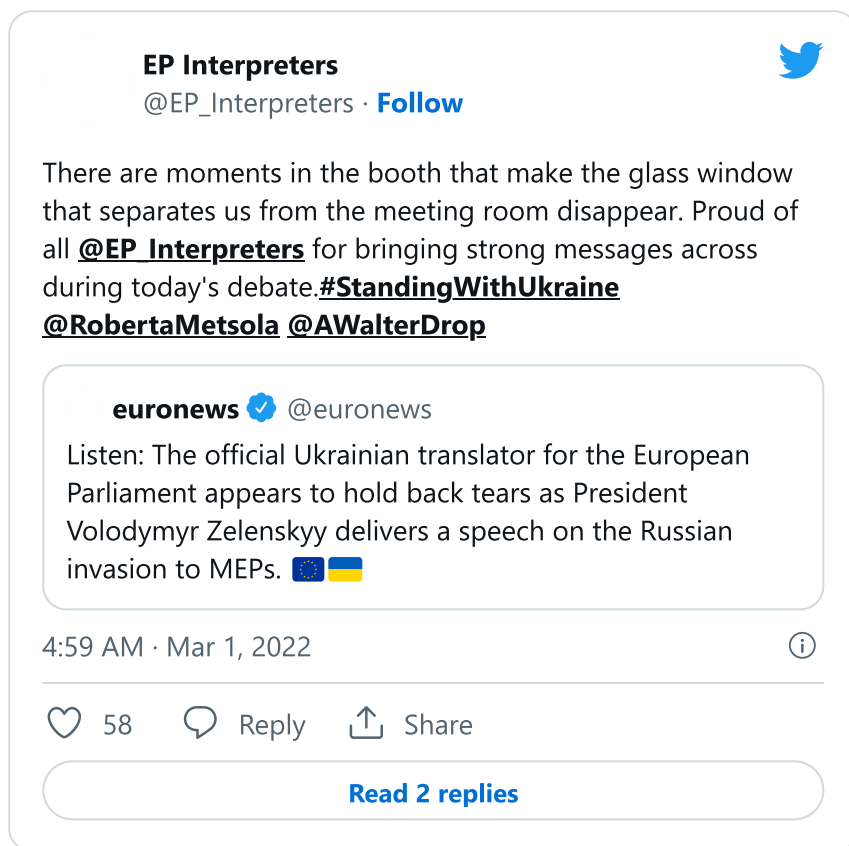 EP Interpreters
@EP_Interpreters · Follow
There are moments in the booth that make the glass window
that separates us from the meeting room disappear. Proud of
all @EP_Interpreters for bringing strong messages across
during today's debate.#StandingWithUkraine
@RobertaMetsola @AWalterDrop
euronews @euronews
Listen: The official Ukrainian translator for the European
Parliament appears to hold back tears as President
Volodymyr Zelenskyy delivers a speech on the Russian
invasion to MEPs. 🇪🇺🇺🇦
4:59 AM · Mar 1, 2022
58 Reply Share
Read 2 replies